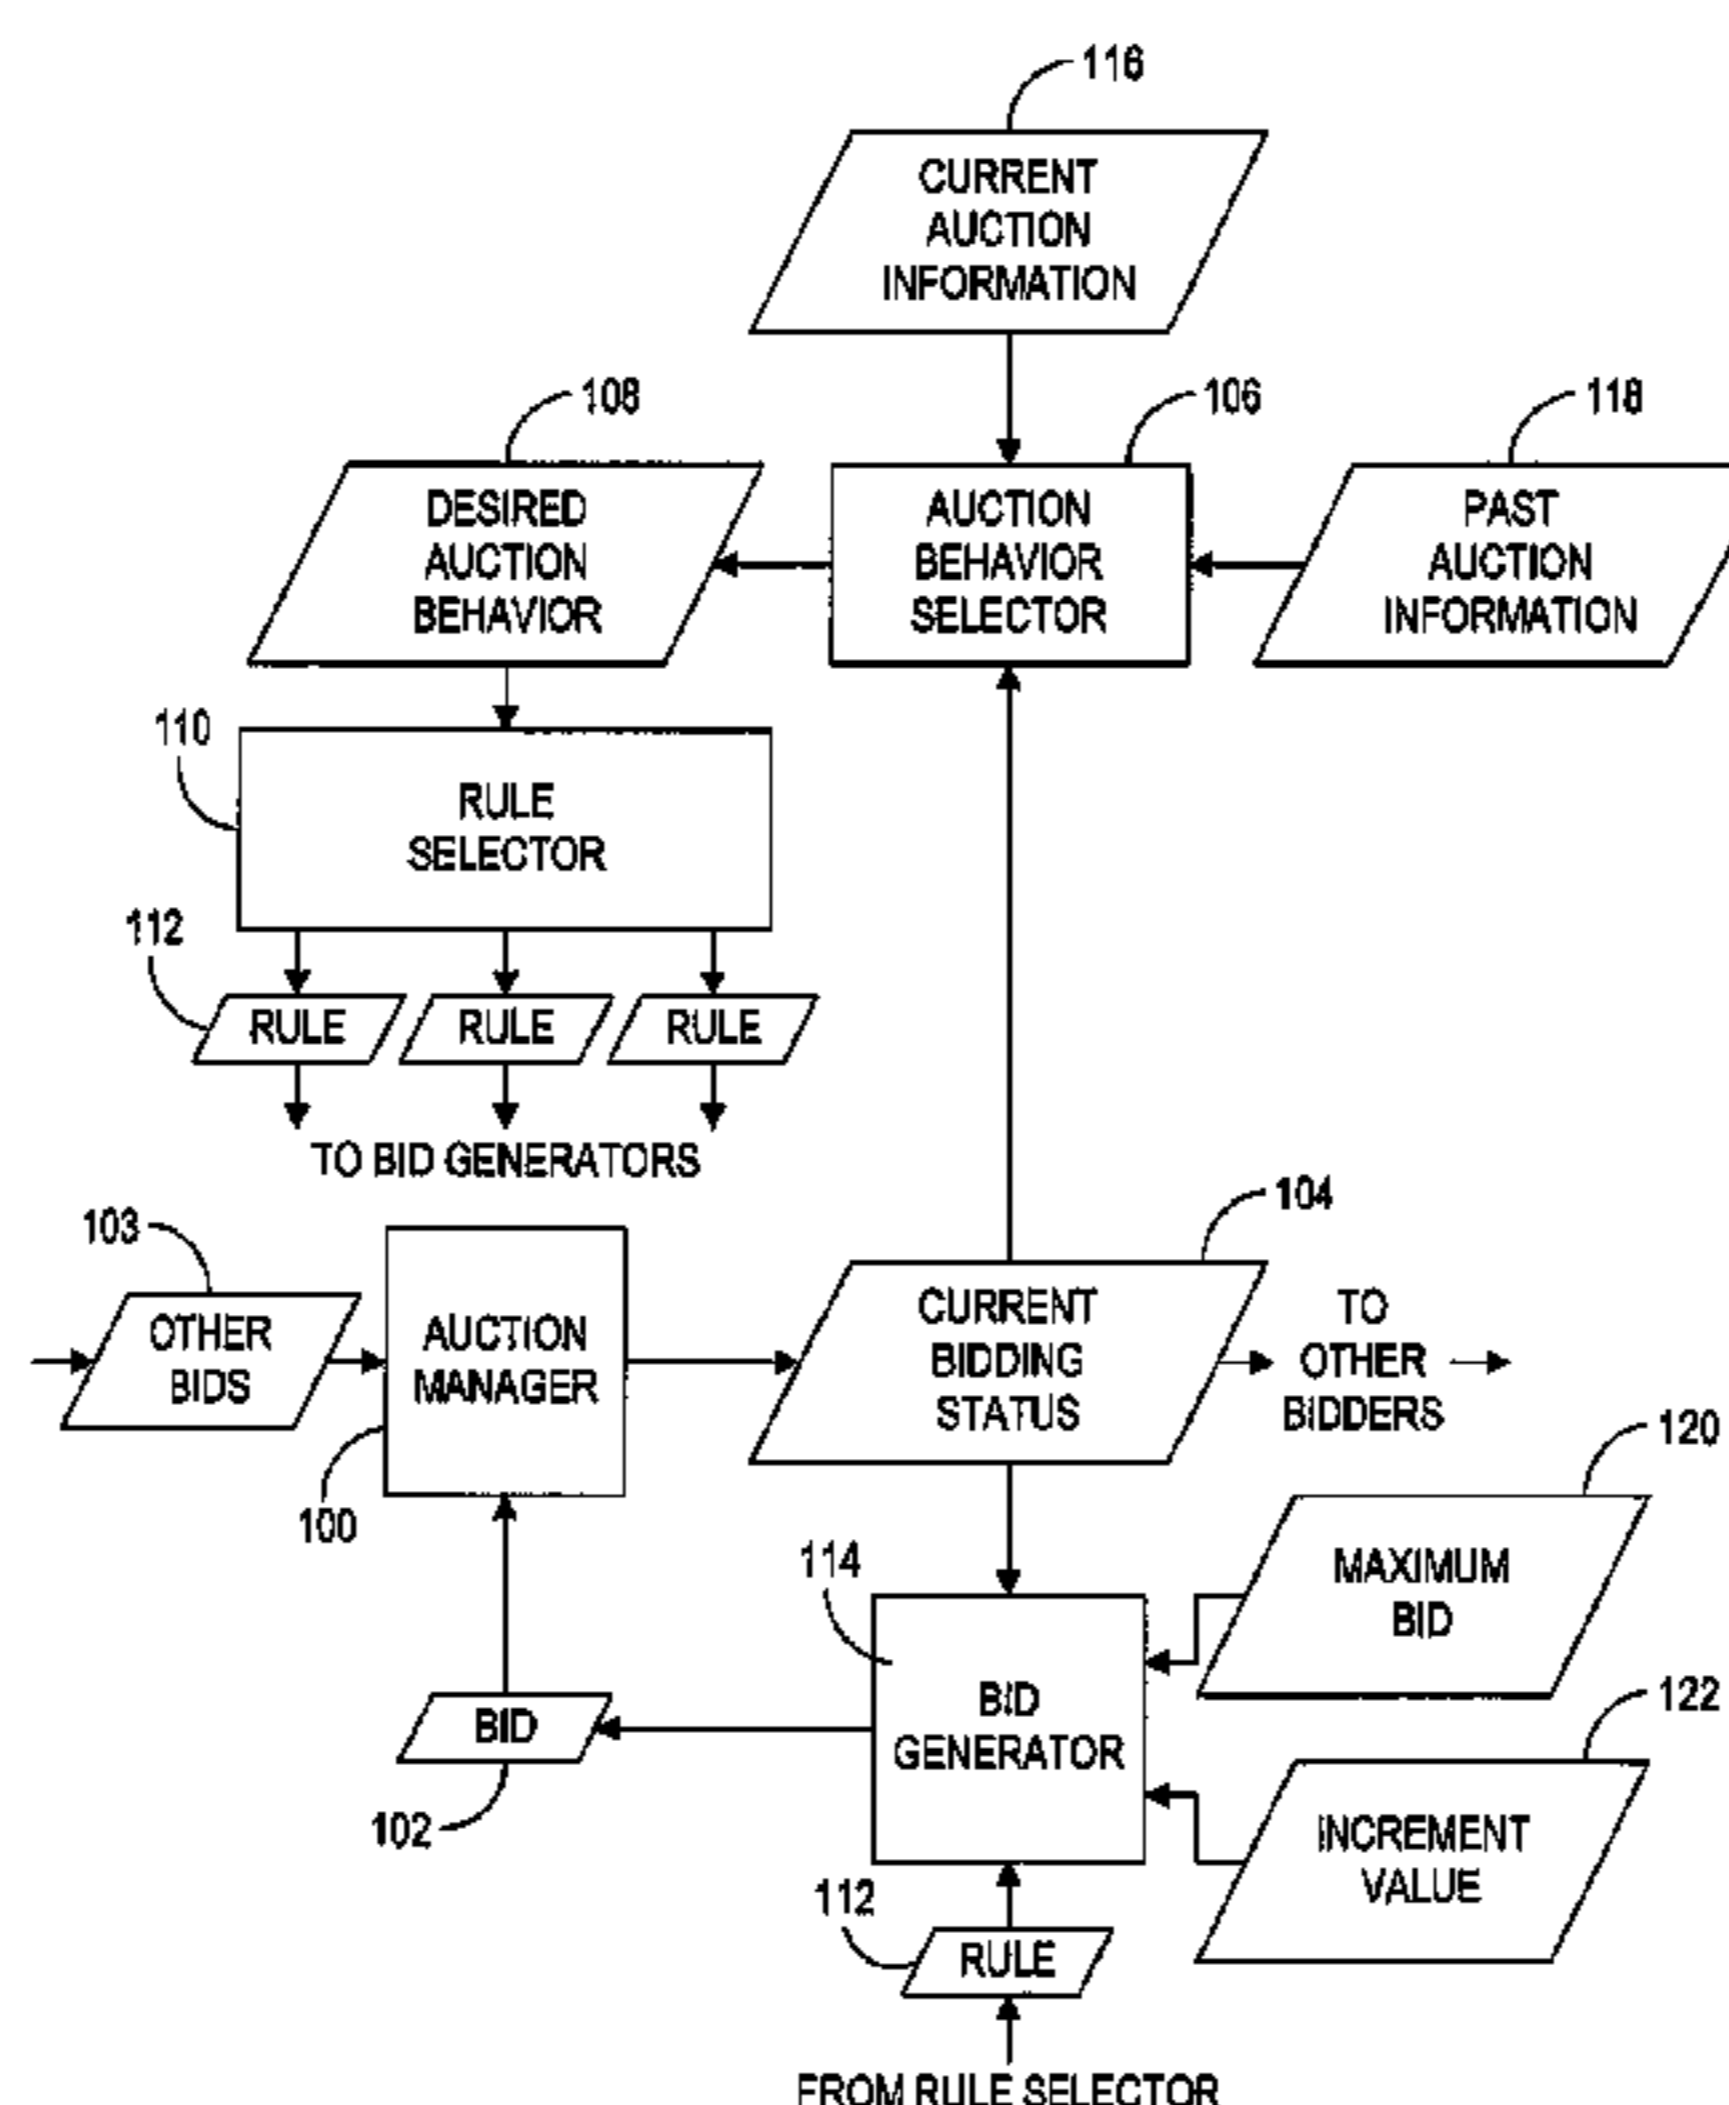 116
CURRENT
AUCTION
INFORMATION
108
106
118
DESIRED
AUCTION
BEHAVIOR
AUCTION
BEHAVIOR
SELECTOR
PAST
AUCTION
INFORMATION
110
RULE
SELECTOR
112
RULE
RULE
RULE
TO BID GENERATORS
103
104
OTHER
BIDS
AUCTION
MANAGER
CURRENT
BIDDING
STATUS
TO
OTHER
BIDDERS
100
120
MAXIMUM
BID
114
BID
GENERATOR
BID
102
122
INCREMENT
VALUE
112
RULE
FROM RULE SELECTOR